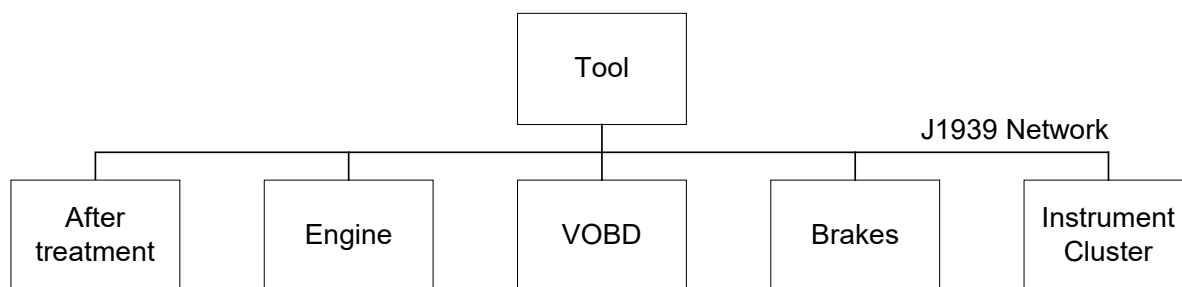 Tool
J1939 Network
After
treatment
Engine
VOBD
Brakes
Instrument
Cluster